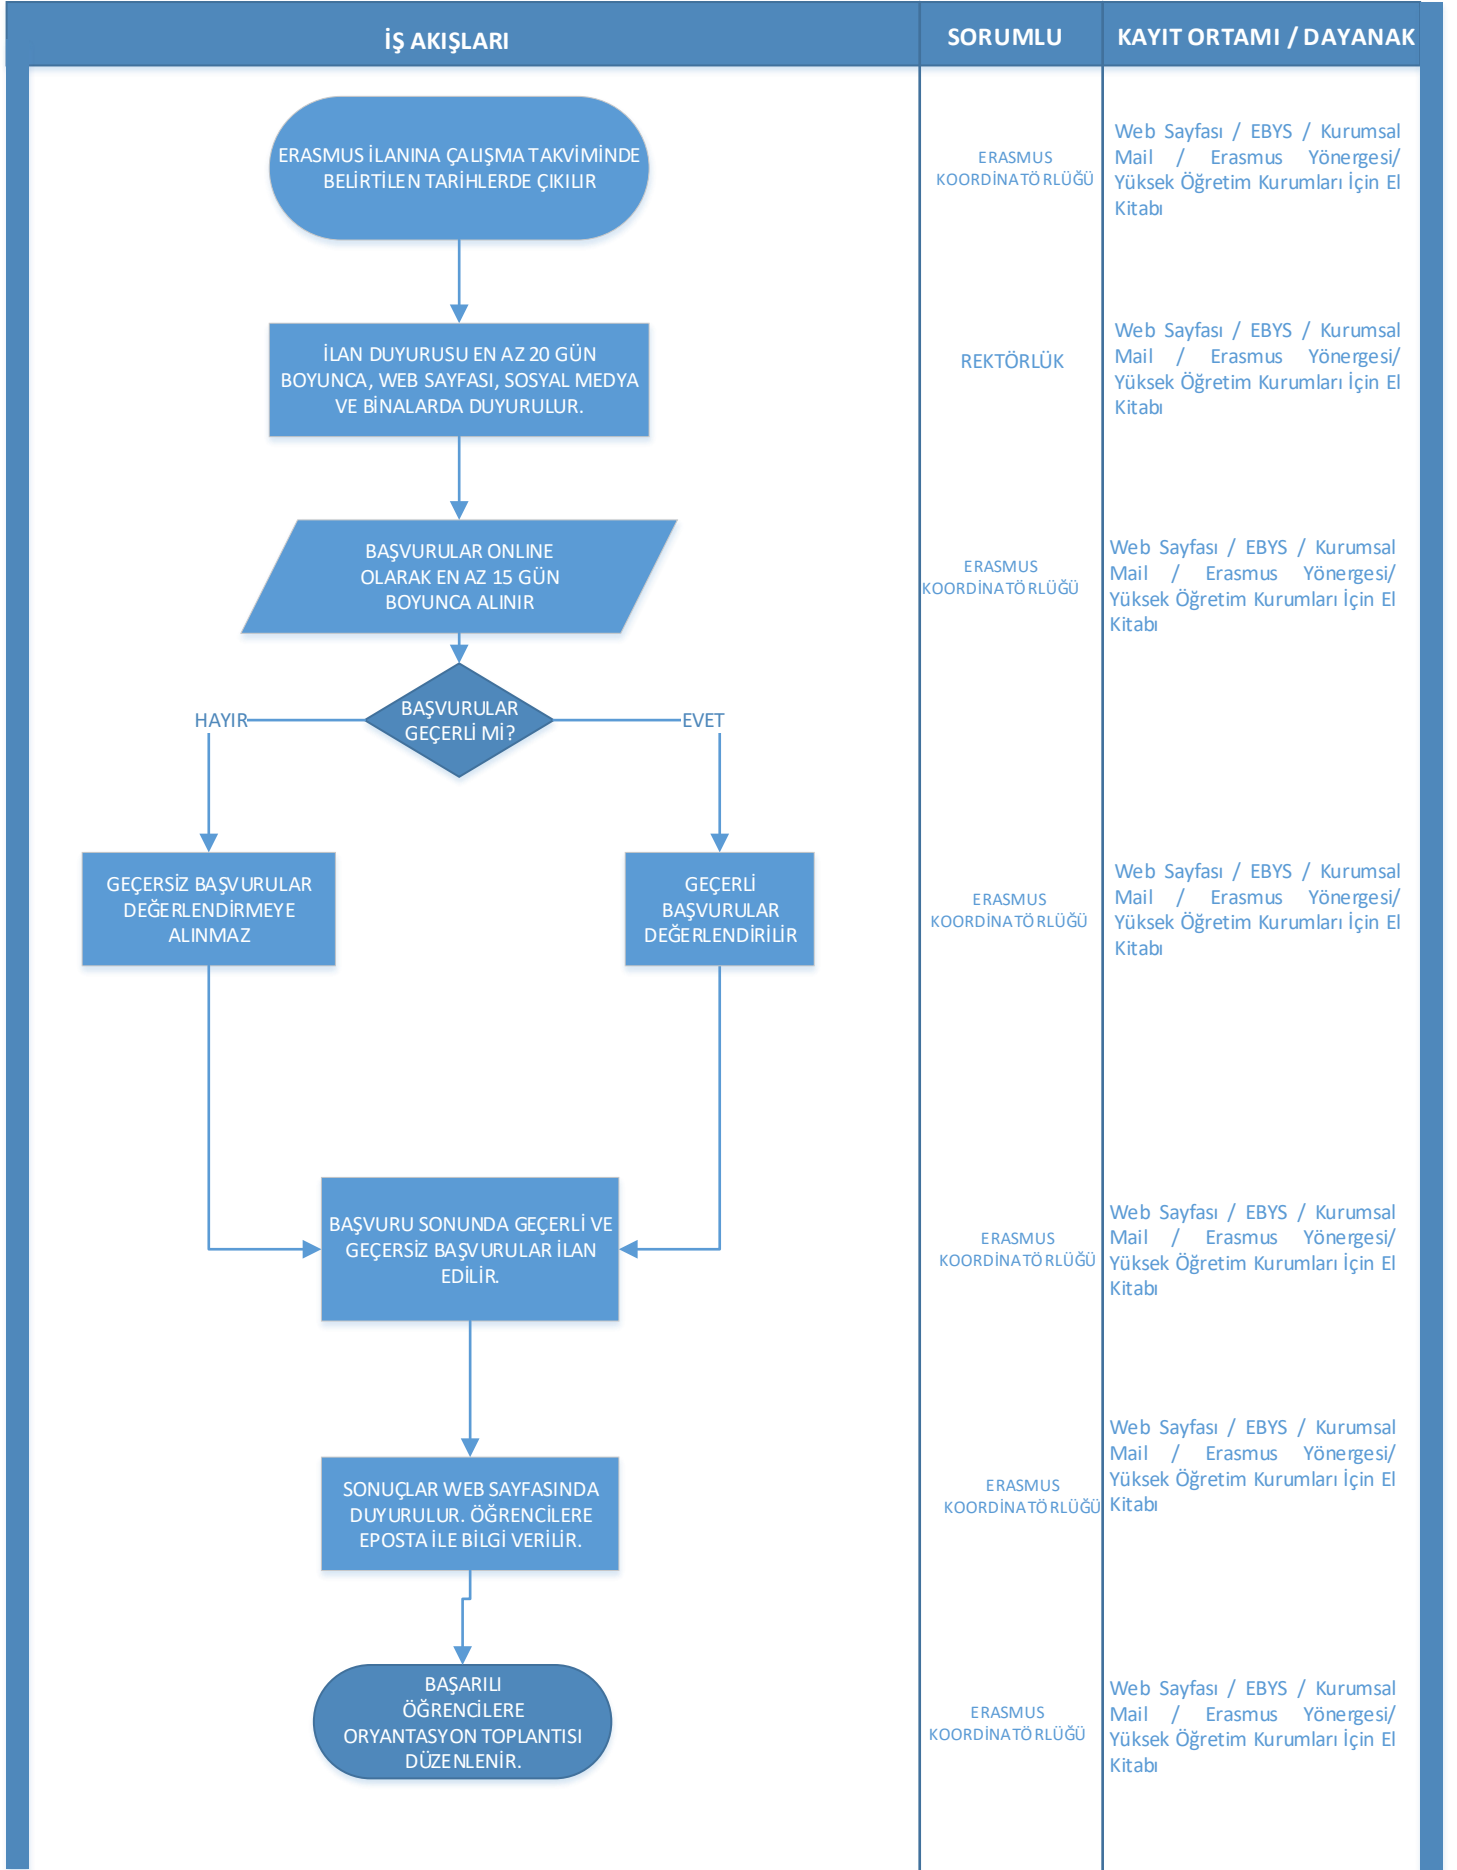 İŞ AKIŞLARI
SORUMLU
KAYIT ORTAMI / DAYANAK
ERASMUS İLANINA ÇALIŞMA TAKVİMİNDE
BELİRTİLEN TARİHLERDE ÇIKILIR
ERASMUS
KOORDİNATÖRLÜĞÜ
Web Sayfası / EBYS / Kurumsal
Mail / Erasmus Yönergesi/
Yüksek Öğretim Kurumları İçin El
Kitabı
İLAN DUYURUSU EN AZ 20 GÜN
BOYUNCA, WEB SAYFASI, SOSYAL MEDYA
VE BİNALARDA DUYURULUR.
REKTÖRLÜK
Web Sayfası / EBYS / Kurumsal
Mail / Erasmus Yönergesi/
Yüksek Öğretim Kurumları İçin El
Kitabı
BAŞVURULAR ONLINE
OLARAK EN AZ 15 GÜN
BOYUNCA ALINIR
ERASMUS
KOORDİNATÖRLÜĞÜ
Web Sayfası / EBYS / Kurumsal
Mail / Erasmus Yönergesi/
Yüksek Öğretim Kurumları İçin El
Kitabı
BAŞVURULAR
GEÇERLİ Mİ?
HAYIR
EVET
GEÇERSİZ BAŞVURULAR
DEĞERLENDİRMEYE
ALINMAZ
GEÇERLİ
BAŞVURULAR
DEĞERLENDİRİLİR
ERASMUS
KOORDİNATÖRLÜĞÜ
Web Sayfası / EBYS / Kurumsal
Mail / Erasmus Yönergesi/
Yüksek Öğretim Kurumları İçin El
Kitabı
BAŞVURU SONUNDA GEÇERLİ VE
GEÇERSİZ BAŞVURULAR İLAN
EDİLİR.
ERASMUS
KOORDİNATÖRLÜĞÜ
Web Sayfası / EBYS / Kurumsal
Mail / Erasmus Yönergesi/
Yüksek Öğretim Kurumları İçin El
Kitabı
SONUÇLAR WEB SAYFASINDA
DUYURULUR. ÖĞRENCİLERE
EPOSTA İLE BİLGİ VERİLİR.
ERASMUS
KOORDİNATÖRLÜĞÜ
Web Sayfası / EBYS / Kurumsal
Mail / Erasmus Yönergesi/
Yüksek Öğretim Kurumları İçin El
Kitabı
BAŞARILI
ÖĞRENCİLERE
ORYANTASYON TOPLANTISI
DÜZENLENİR.
ERASMUS
KOORDİNATÖRLÜĞÜ
Web Sayfası / EBYS / Kurumsal
Mail / Erasmus Yönergesi/
Yüksek Öğretim Kurumları İçin El
Kitabı